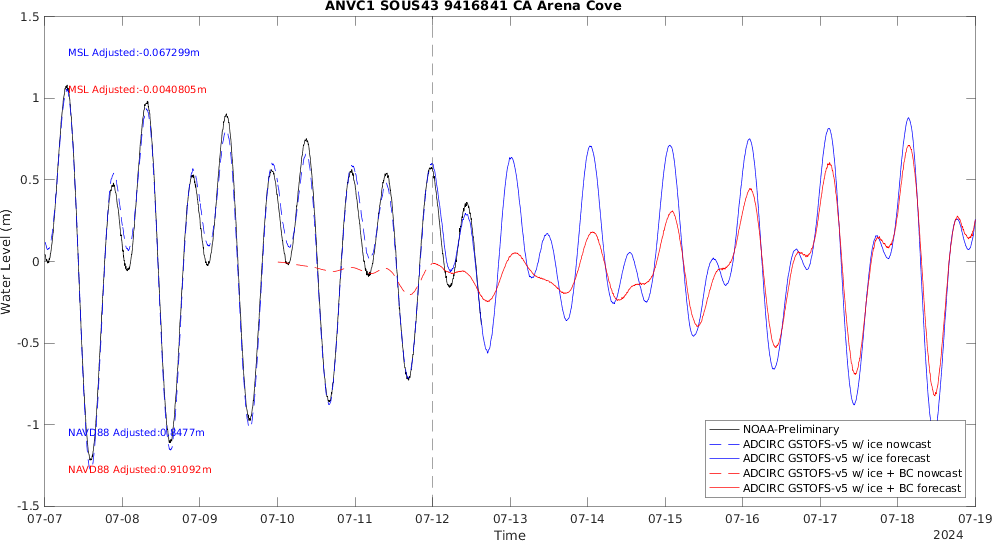 ANVC1 SOUS43 9416841 CA Arena Cove
1.5
MSL Adjusted:-0.067299m
1
MSL Adjusted:-0.0040805m
0.5
0
Water Level (m)
-0.5
-1
NAVD88 Adjusted:0.8477m
NAVD88 Adjusted:0.91092m
-1.5
NOAA-Preliminary
ADCIRC GSTOFS-v5 w/ ice nowcast
ADCIRC GSTOFS-v5 w/ ice forecast
ADCIRC GSTOFS-v5 w/ ice + BC nowcast
ADCIRC GSTOFS-v5 w/ ice + BC forecast
07-07 07-08 07-09 07-10 07-11 07-12 07-13 07-14 07-15 07-16 07-17 07-18 07-19
Time
2024